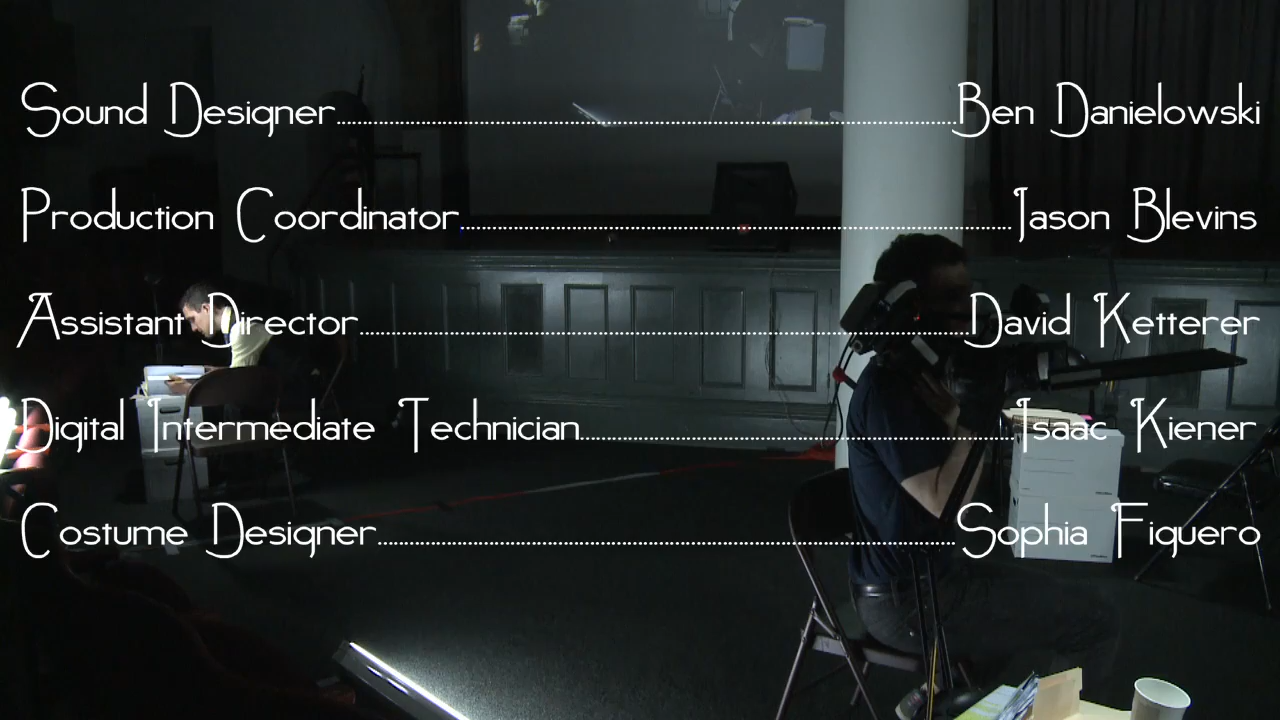 Sound Designer........Ben Danielowski
Production Coordinator........Jason Blevins
Assistant Director........David Ketterer
Digital Intermediate Technician........Isaac Kiener
Costume Designer........Sophia Figuero